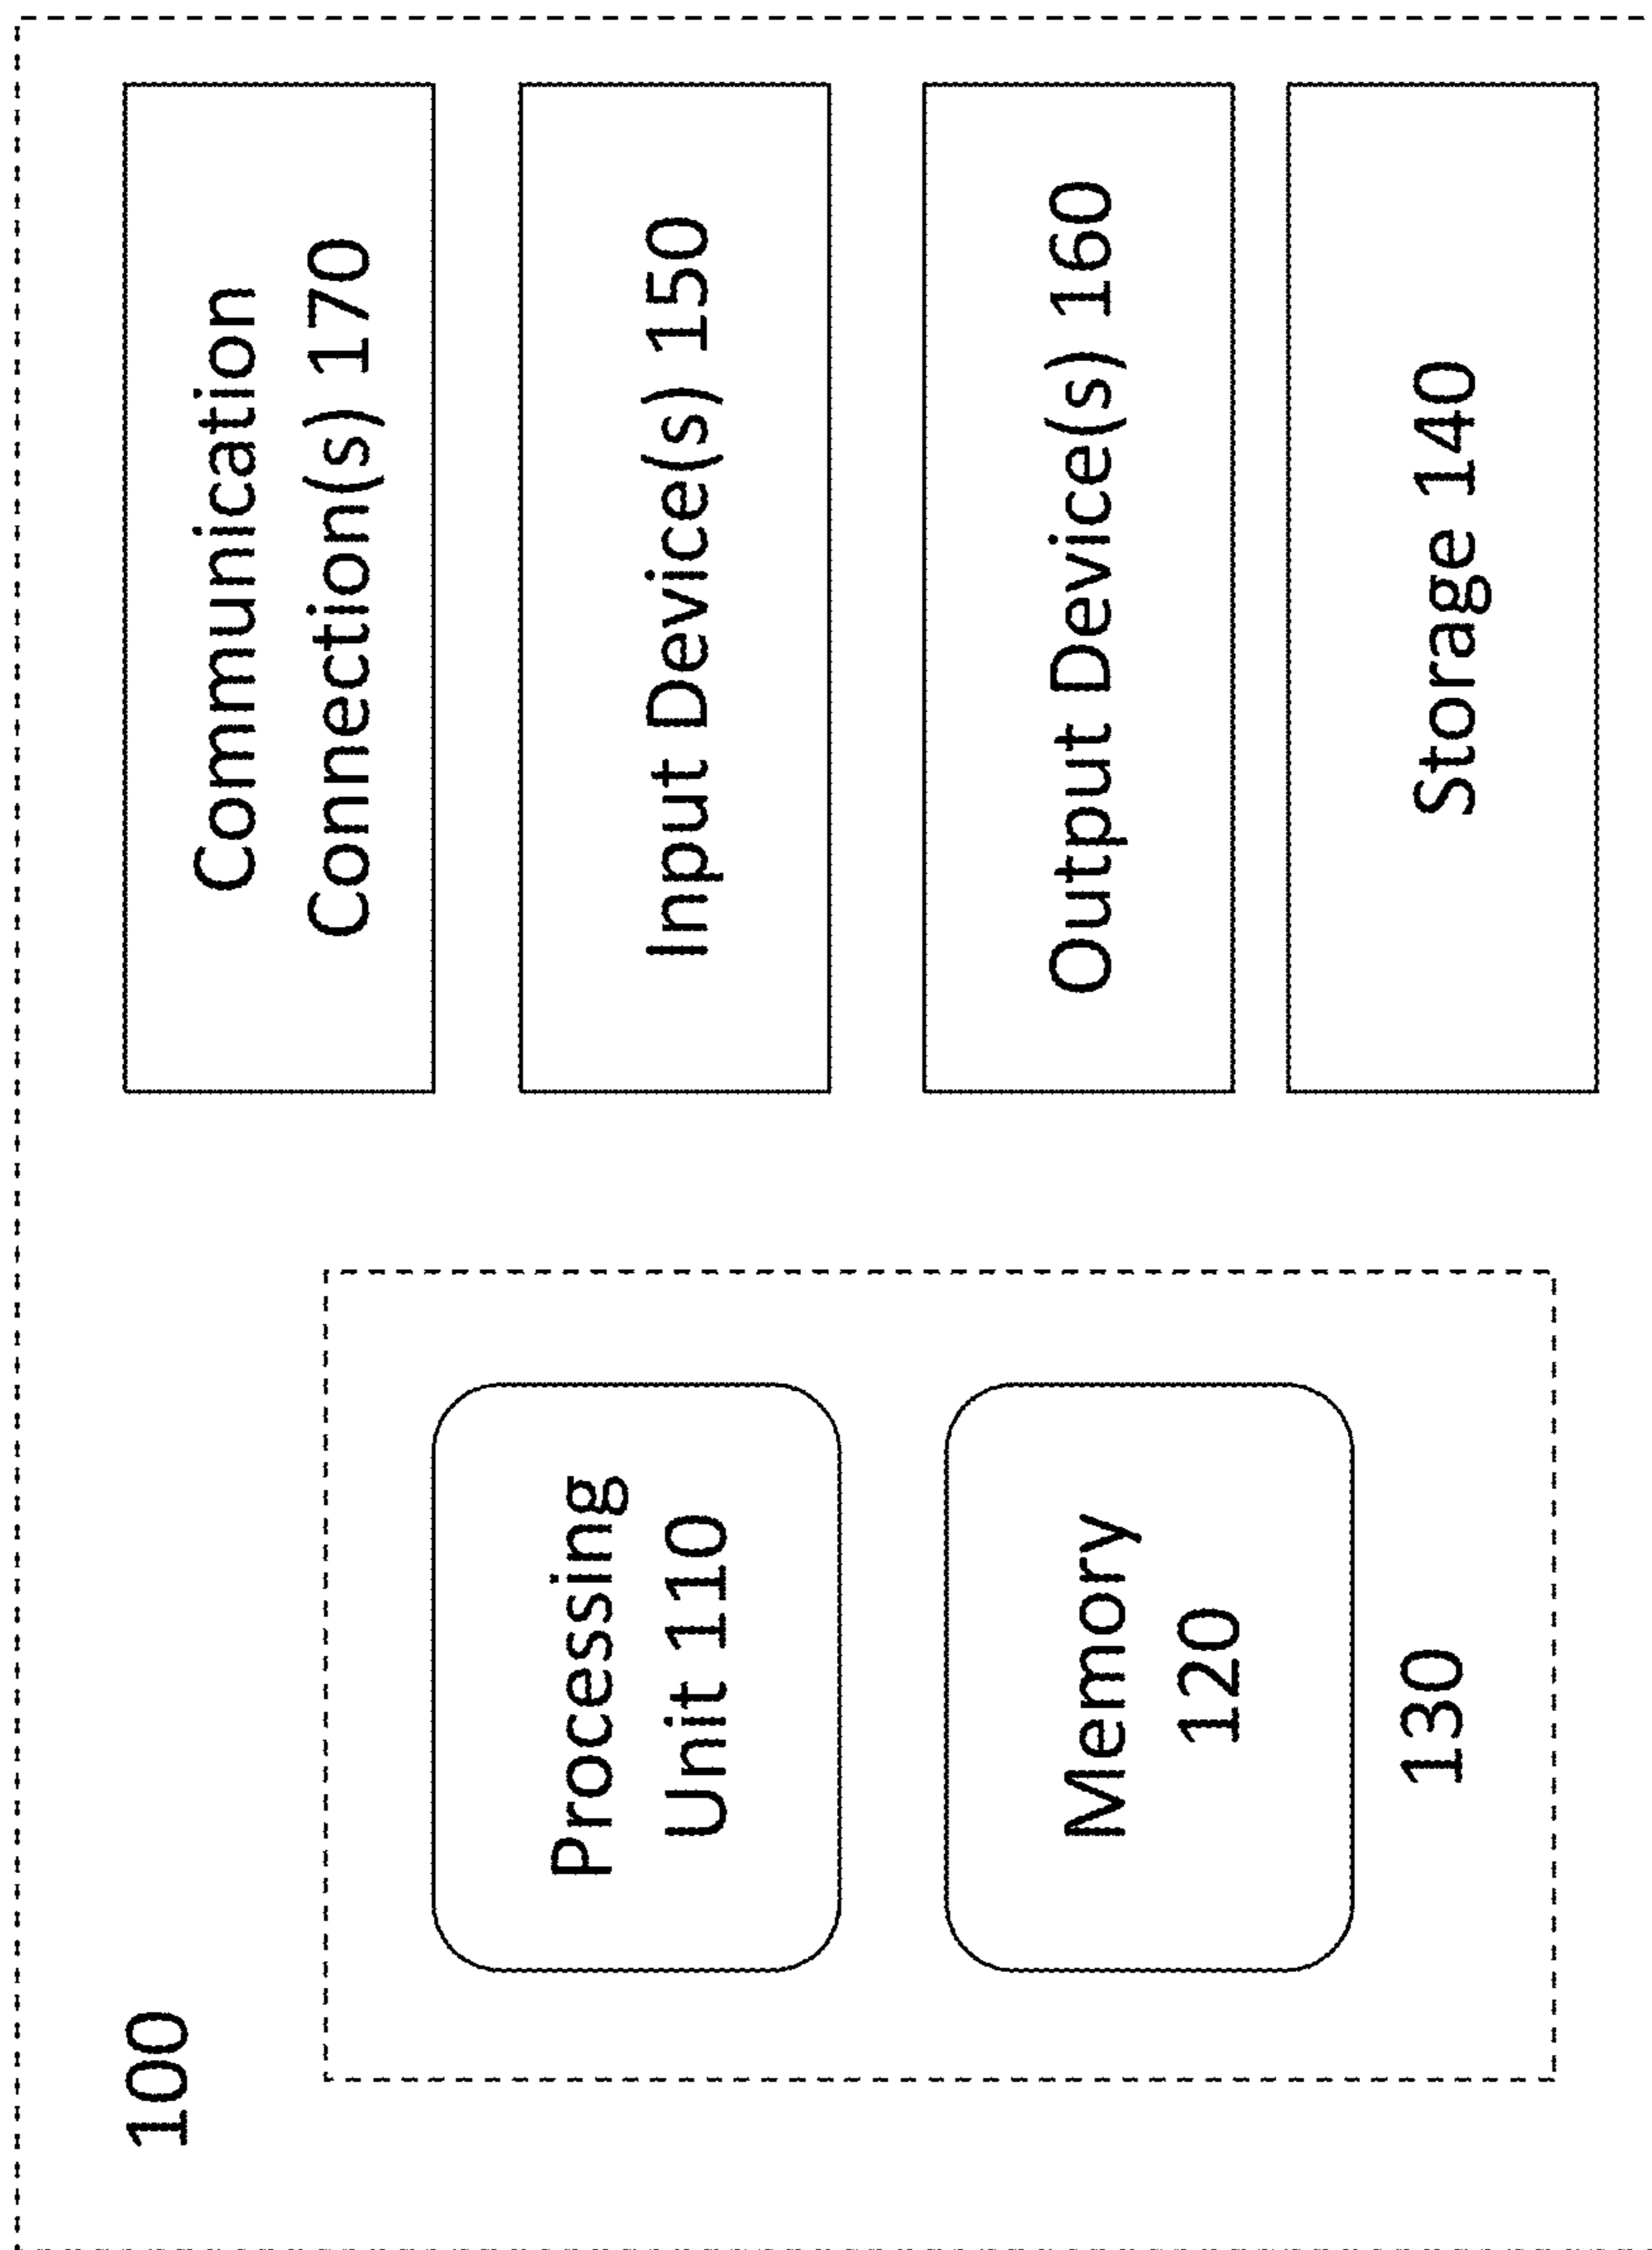 100
Processing
Unit 110
Memory
120
130
Communication
Connection(s) 170
Input Device(s) 150
Output Device(s) 160
Storage 140